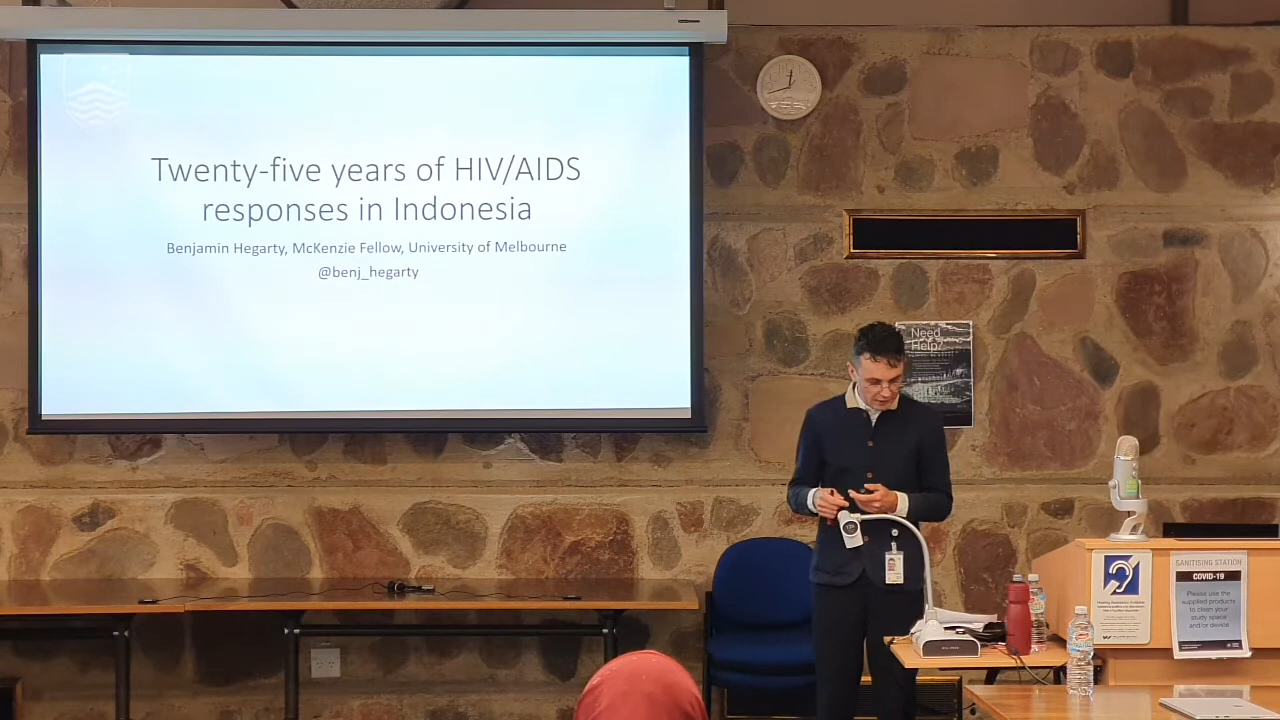 Twenty-five years of HIV/AIDS
responses in Indonesia
Benjamin Hegarty, McKenzie Fellow, University of Melbourne
@benj_hegarty
Need
Help?
SANITISING STATION
COVID-19
Please use the
supplied products
to clean your
study space
and/or device